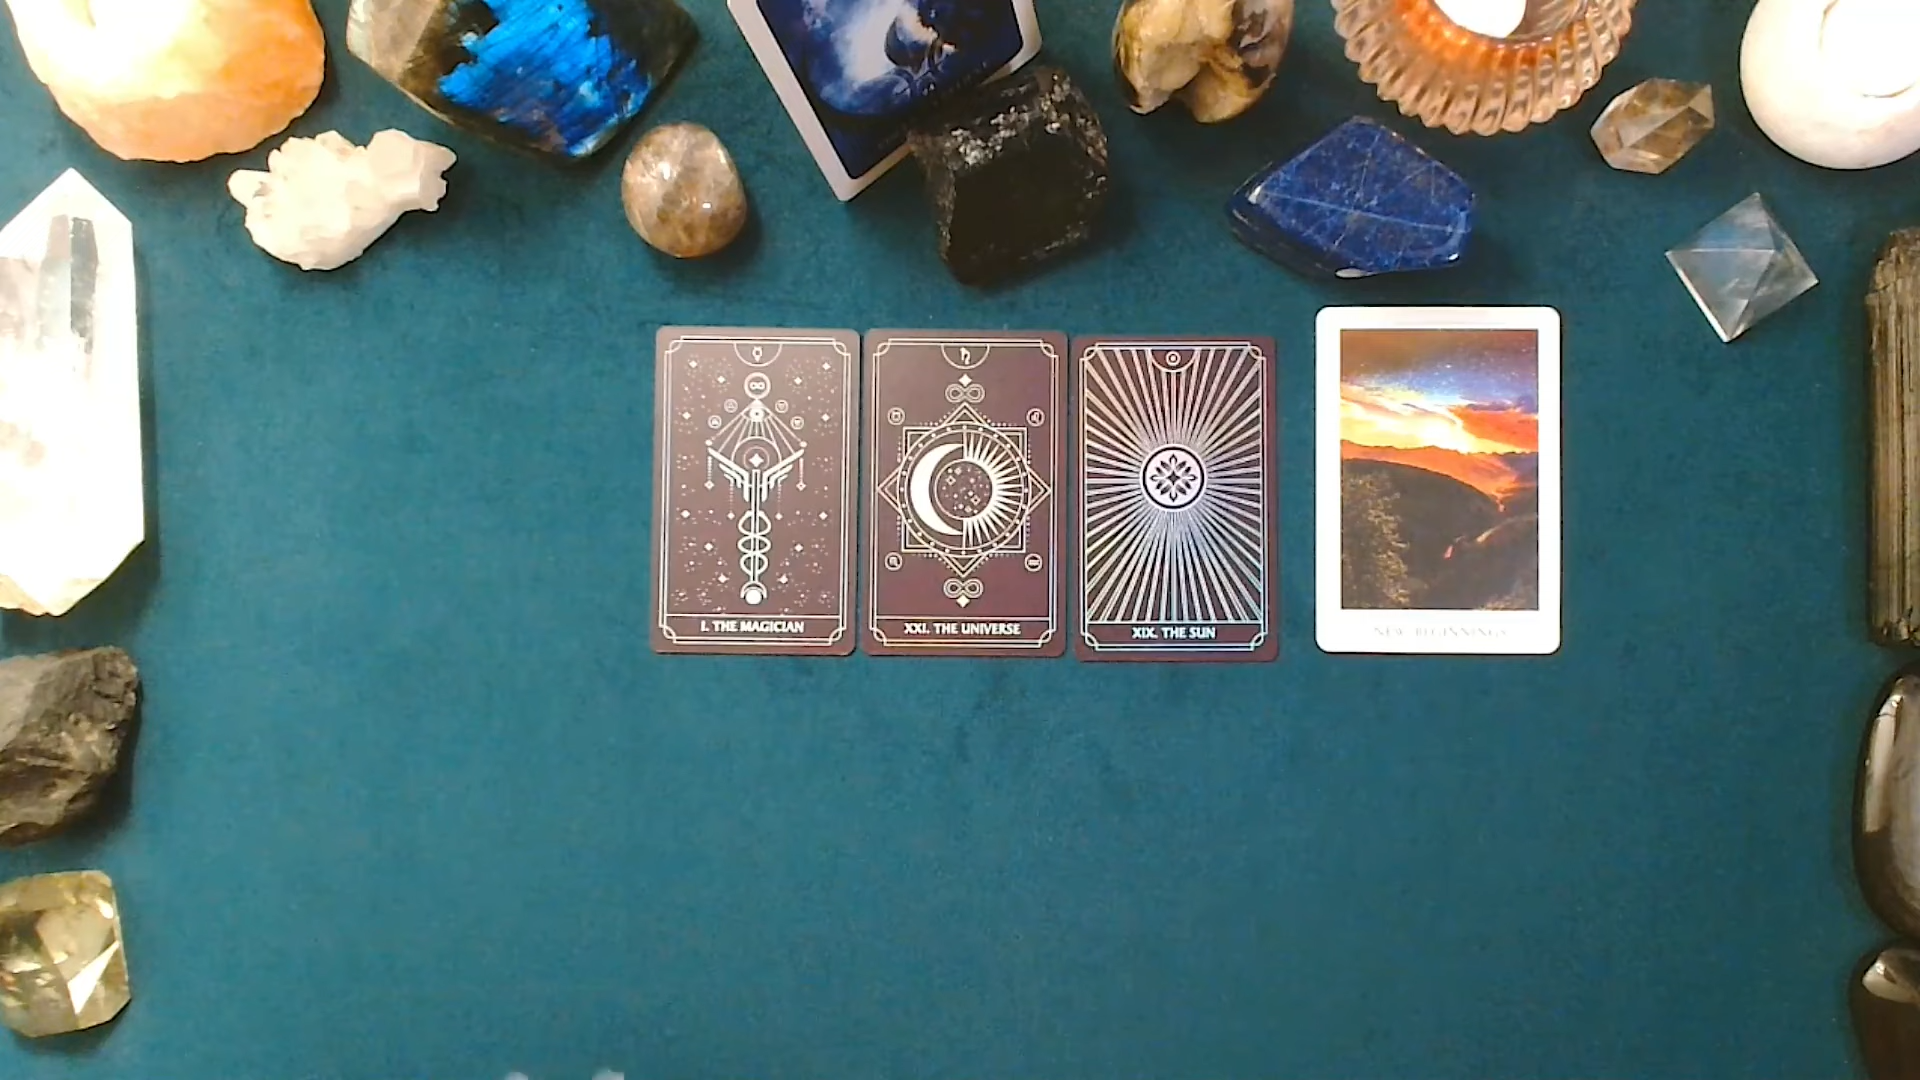 I. THE MAGICIAN
XXI. THE UNIVERSE
XIX. THE SUN
NEW BEGINNINGS